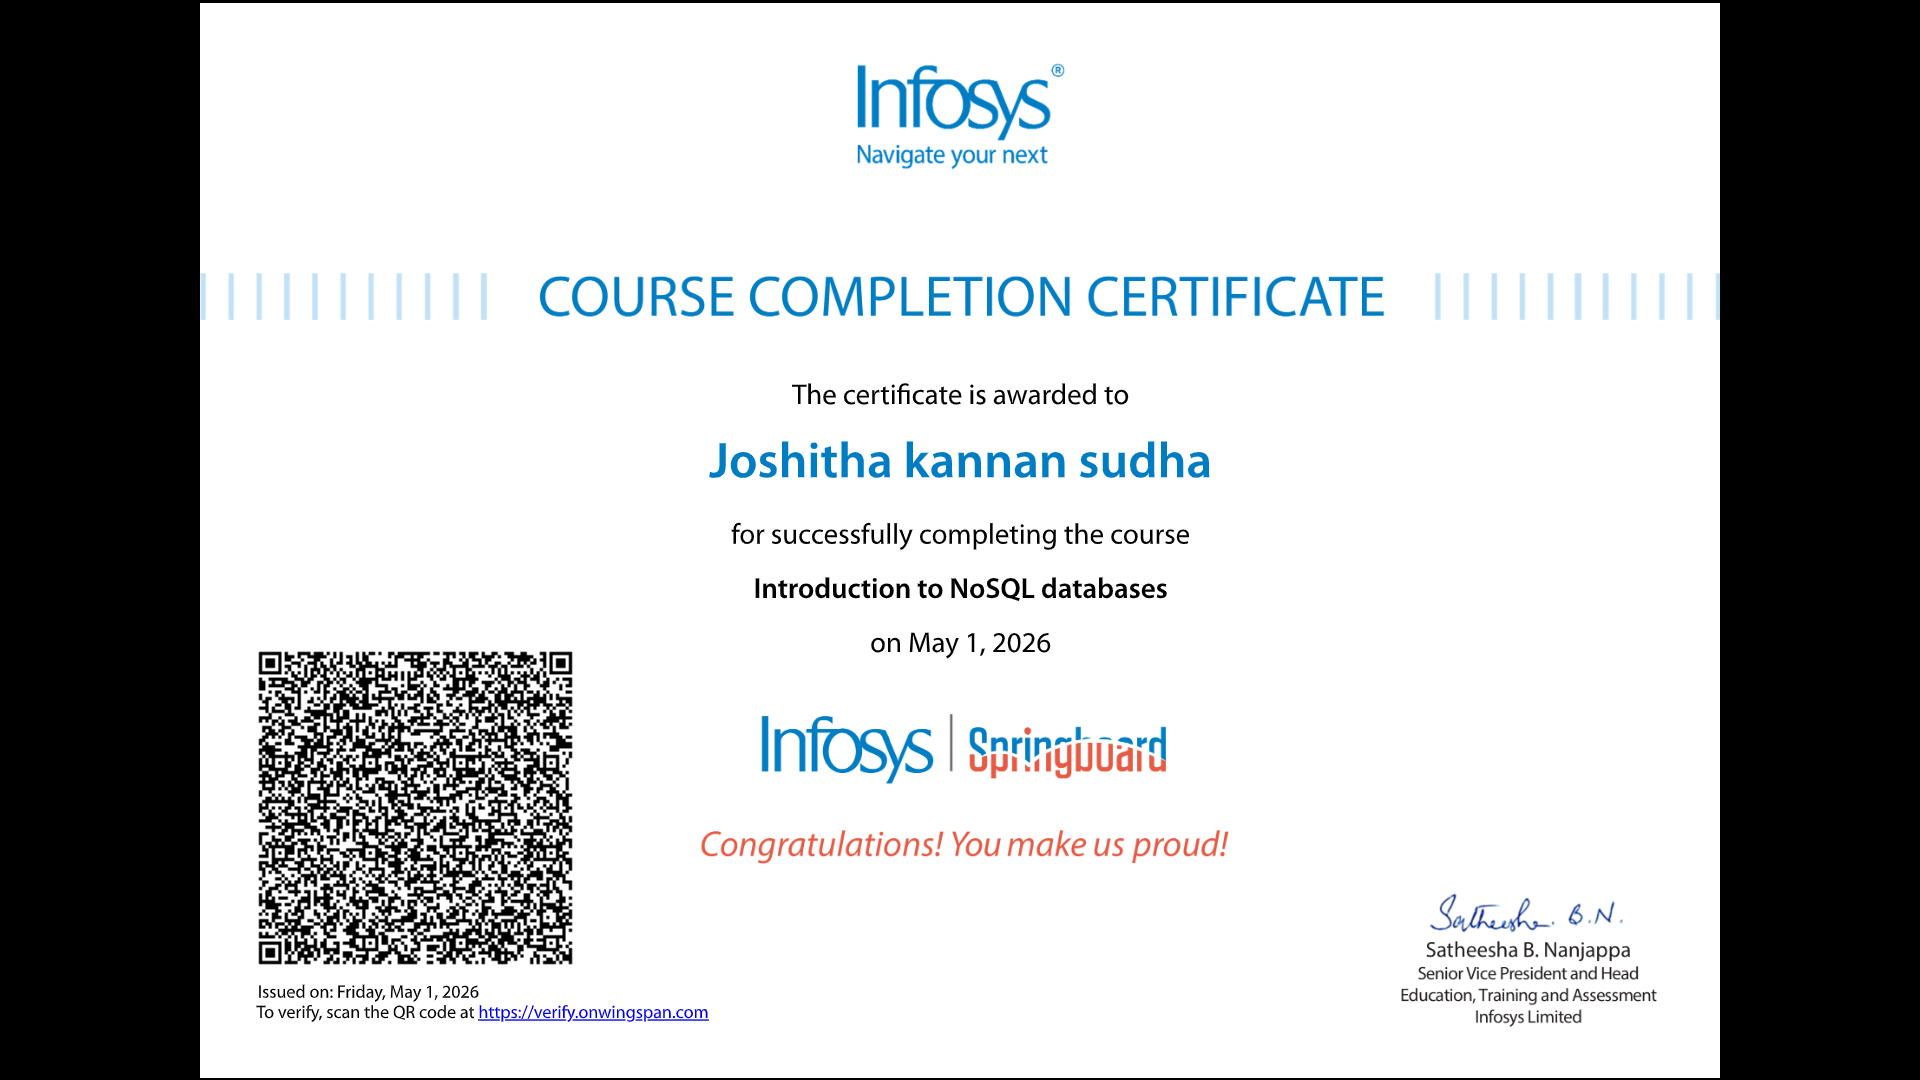 Infosys®
Navigate your next
COURSE COMPLETION CERTIFICATE
The certificate is awarded to
Joshitha kannan sudha
for successfully completing the course
Introduction to NoSQL databases
on May 1, 2026
Infosys | Springboard
Congratulations! You make us proud!
Satheesha B.N.
Satheesha B. Nanjappa
Senior Vice President and Head
Education, Training and Assessment
Infosys Limited
Issued on: Friday, May 1, 2026
To verify, scan the QR code at https://verify.onwingspan.com